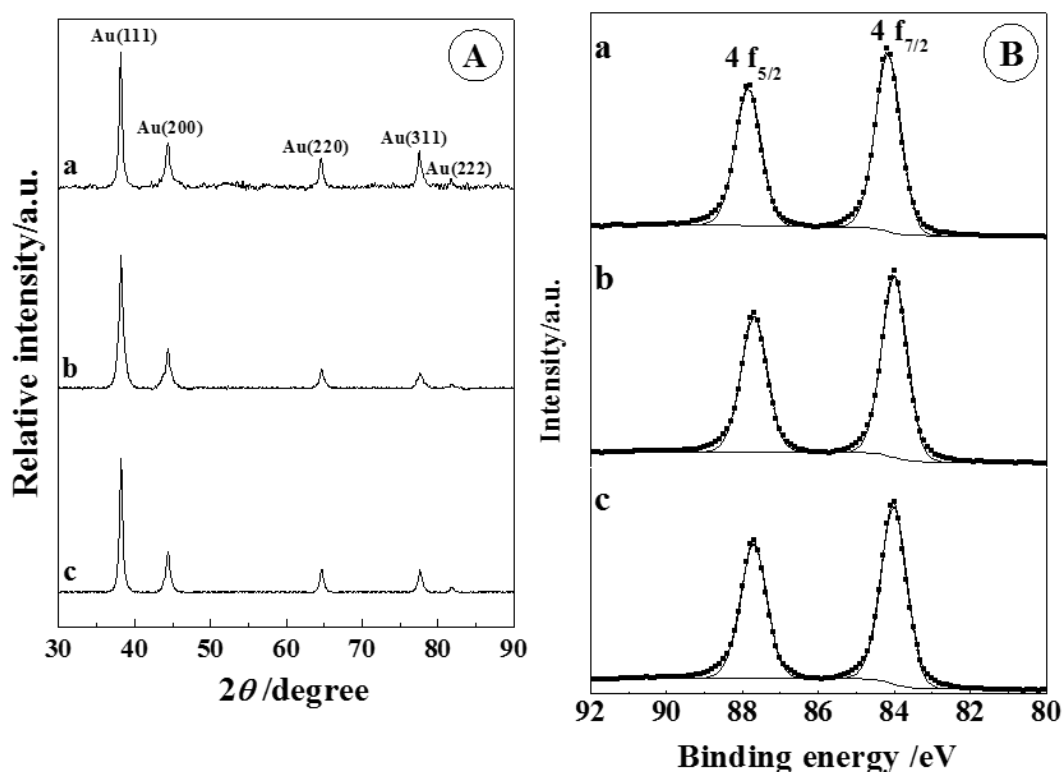 A
Au(111)
Au(200)
Au(220)
Au(311)
Au(222)
a
b
c
Relative intensity/a.u.
30 40 50 60 70 80 90
2θ /degree
B
4 f5/2
4 f7/2
a
b
c
Intensity/a.u.
92 90 88 86 84 82 80
Binding energy /eV